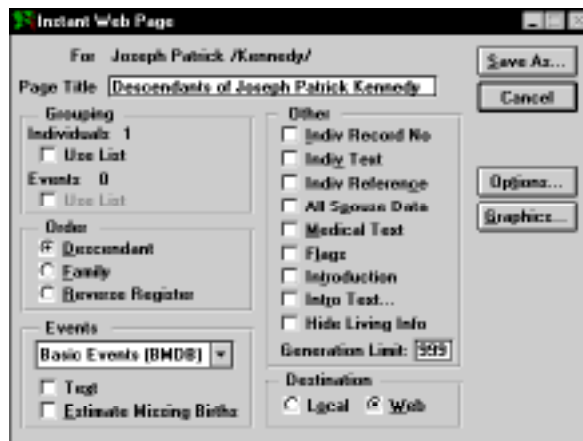 Instant Web Page
For Joseph Patrick /Kennedy/
Page Title Descendants of Joseph Patrick Kennedy
Grouping
Individuals 1
Use List
Events 0
Use List
Order
Descendant
Family
Reverse Register
Events
Basic Events (BMDB)
Text
Estimate Missing Births
Other
Indiv Record No
Indiv Text
Indiv Reference
All Spouse Data
Medical Text
Flags
Introduction
Intro Text...
Hide Living Info
Generation Limit: 999
Destination
Local Web
Save As...
Cancel
Options...
Graphics...